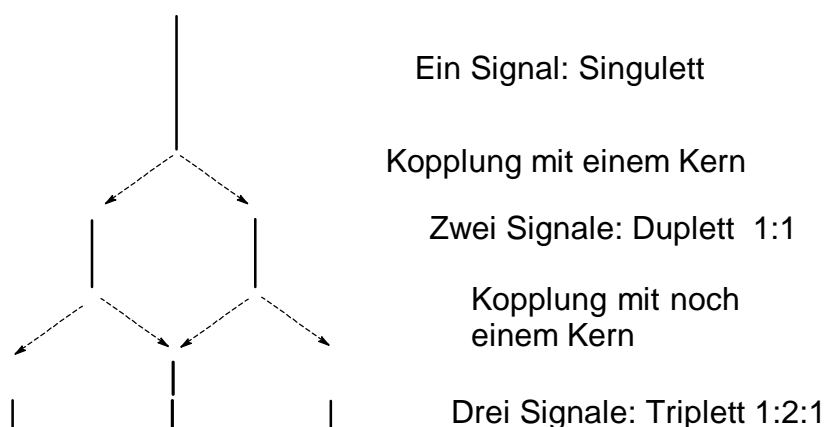 Ein Signal: Singulett
Kopplung mit einem Kern
Zwei Signale: Duplett 1:1
Kopplung mit noch
einem Kern
Drei Signale: Triplett 1:2:1